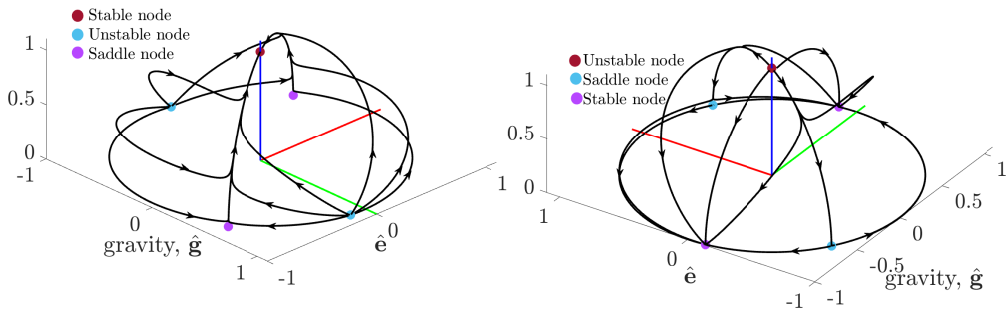 Stable node
Unstable node
Saddle node
1
0.5
0
-1
0
gravity, ĝ
1
-1
0
ê
1
Unstable node
Saddle node
Stable node
1
0.5
0
1
0
ê
-1
-1
-0.5
gravity, ĝ
0
0.5
1